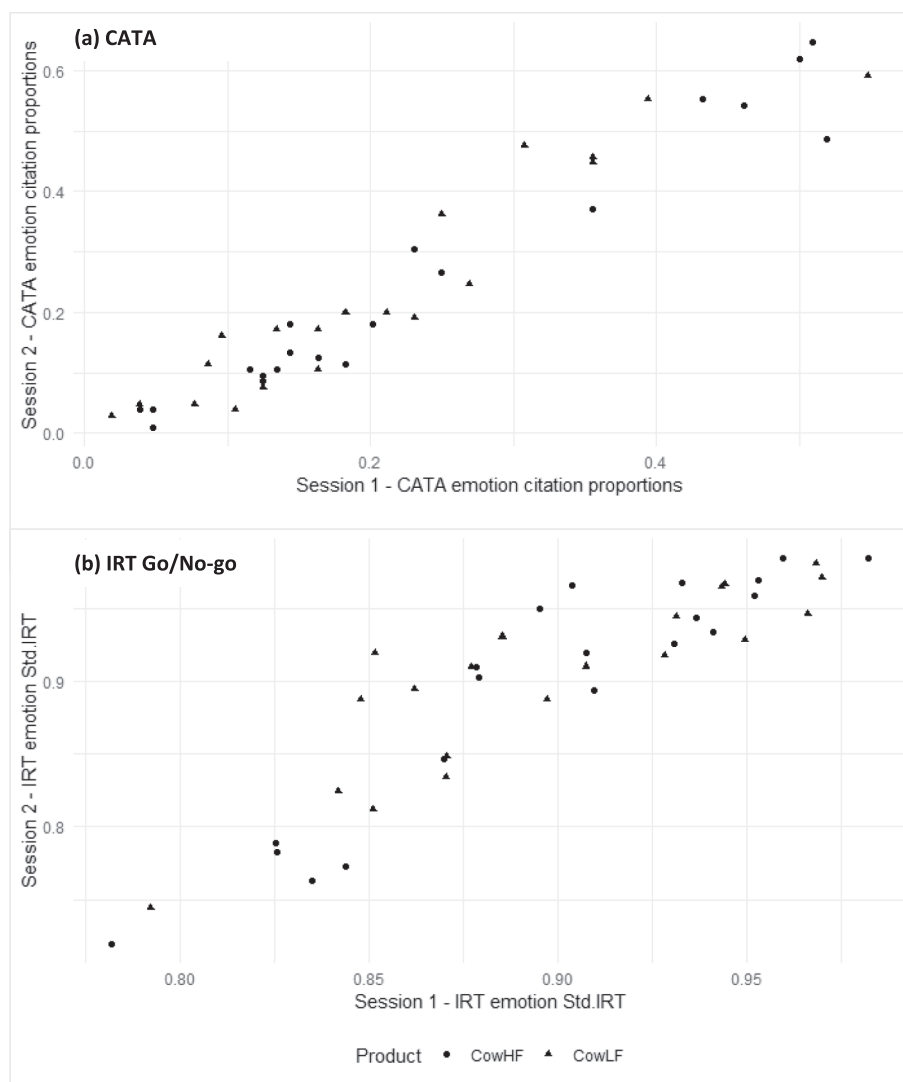 (a) CATA
Session 2 - CATA emotion citation proportions
0.6
0.4
0.2
0.0
0.0 0.2 0.4
Session 1 - CATA emotion citation proportions
(b) IRT Go/No-go
Session 2 - IRT emotion Std.IRT
0.9
0.8
0.80 0.85 0.90 0.95
Session 1 - IRT emotion Std.IRT
Product CowHF CowLF